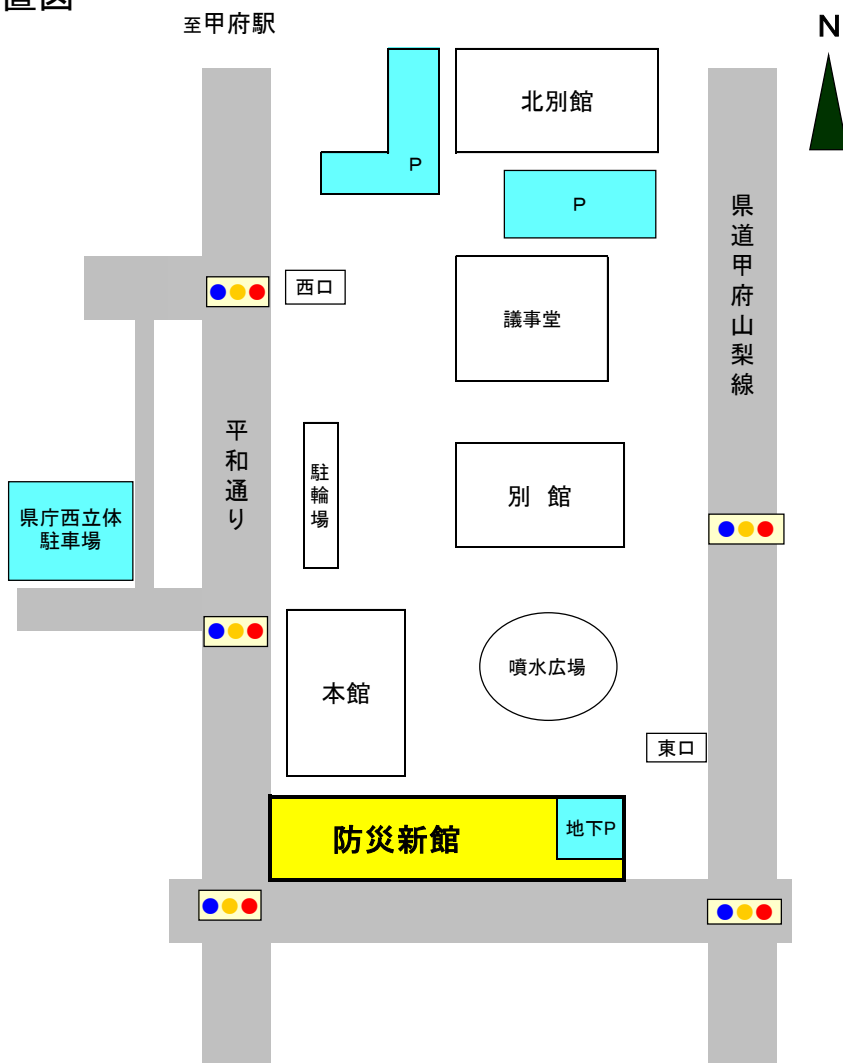 置図
至甲府駅
N
北別館
P
P
県道甲府山梨線
西口
議事堂
平和通り
駐輪場
別 館
県庁西立体
駐車場
本館
噴水広場
東口
防災新館
地下P